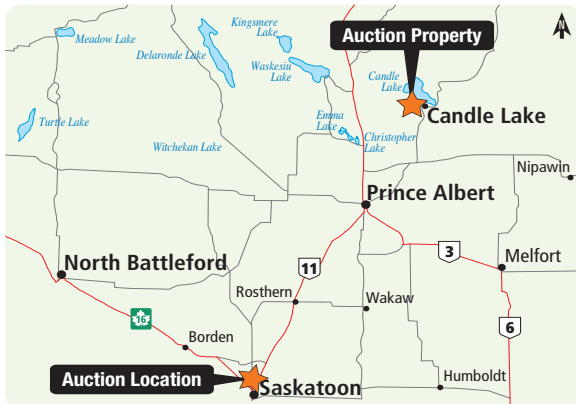 Meadow Lake
Kingsmere
Lake
Delaronde Lake
Waskesiu
Lake
Auction Property
N
Candle
Lake
Candle Lake
Turtle Lake
Witchekan Lake
Emma
Lake
Christopher
Lake
Nipawin
Prince Albert
North Battleford
11
3
Melfort
Rosthern
Wakaw
16
6
Borden
Auction Location
Saskatoon
Humboldt